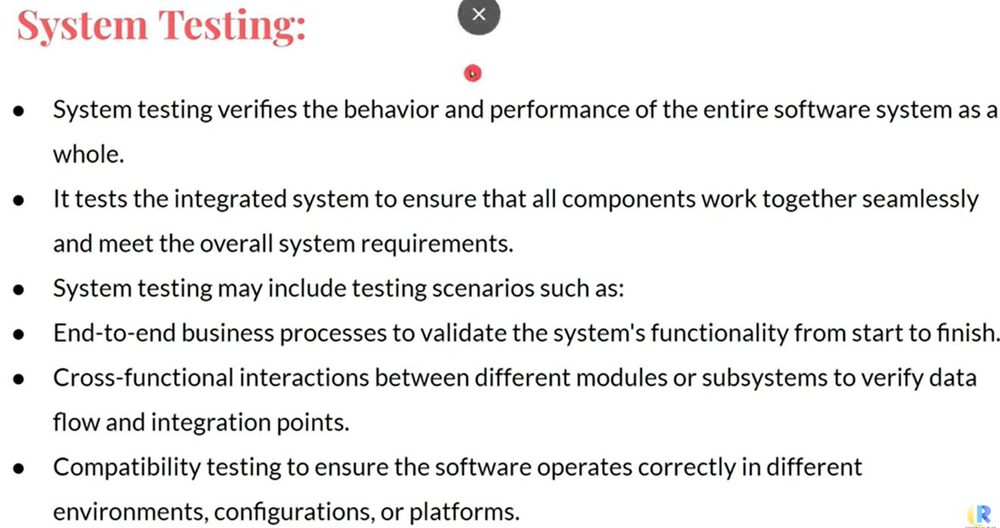 System Testing:
● System testing verifies the behavior and performance of the entire software system as a
whole.
● It tests the integrated system to ensure that all components work together seamlessly
and meet the overall system requirements.
● System testing may include testing scenarios such as:
● End-to-end business processes to validate the system's functionality from start to finish.
● Cross-functional interactions between different modules or subsystems to verify data
flow and integration points.
● Compatibility testing to ensure the software operates correctly in different
environments, configurations, or platforms.
R